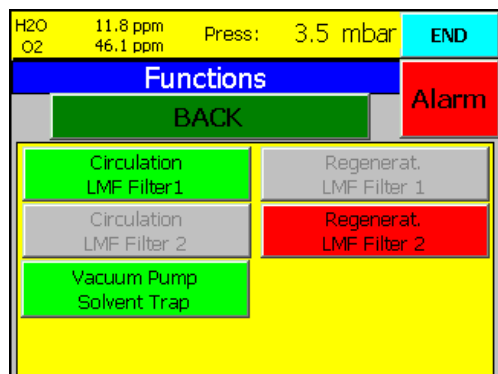 H2O 11.8 ppm Press: 3.5 mbar END
O2 46.1 ppm
Functions
Alarm
BACK
Circulation
LMF Filter1
Regenerat.
LMF Filter 1
Circulation
LMF Filter 2
Regenerat.
LMF Filter 2
Vacuum Pump
Solvent Trap